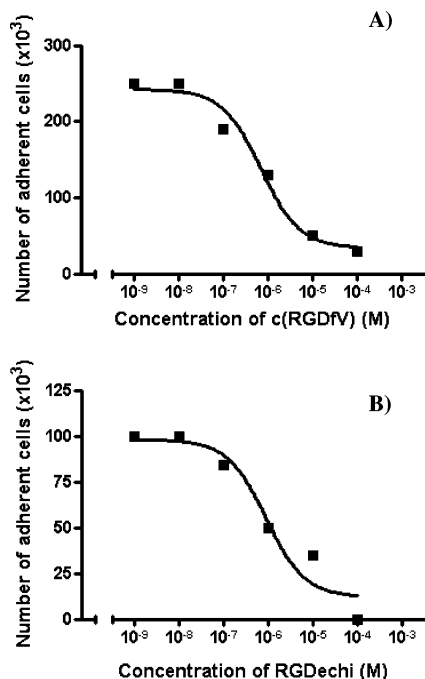 A)
Number of adherent cells (x10³)
300
200
100
0
10⁻⁹ 10⁻⁸ 10⁻⁷ 10⁻⁶ 10⁻⁵ 10⁻⁴ 10⁻³
Concentration of c(RGDfV) (M)
B)
Number of adherent cells (x10³)
125
100
75
50
25
0
10⁻⁹ 10⁻⁸ 10⁻⁷ 10⁻⁶ 10⁻⁵ 10⁻⁴ 10⁻³
Concentration of RGDechi (M)